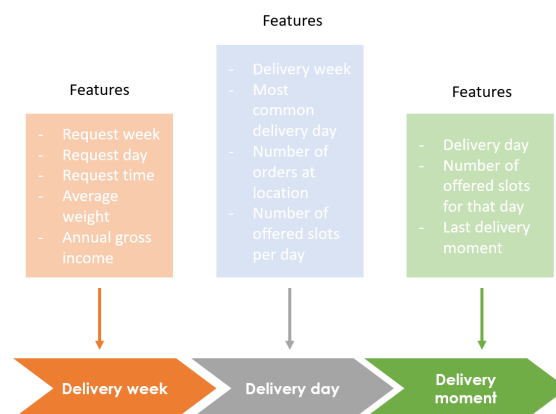 Features
- Request week
- Request day
- Request time
- Average
weight
- Annual gross
income
Delivery week
Features
- Delivery week
- Most
common
delivery day
- Number of
orders at
location
- Number of
offered slots
per day
Delivery day
Features
- Delivery day
- Number of
offered slots
for that day
- Last delivery
moment
Delivery
moment